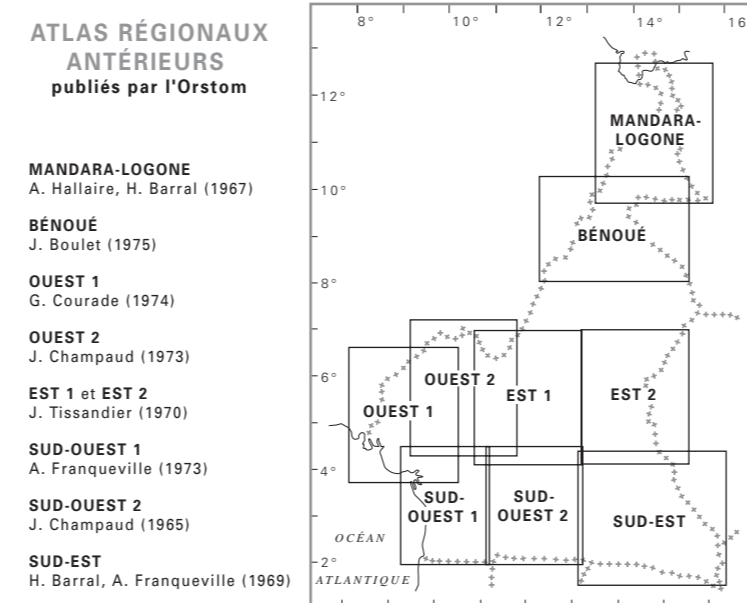 ATLAS RÉGIONAUX
ANTÉRIEURS
publiés par l'Orstom
MANDARA-LOGONE
A. Hallaire, H. Barral (1967)
BÉNOUÉ
J. Boulet (1975)
OUEST 1
G. Courade (1974)
OUEST 2
J. Champaud (1973)
EST 1 et EST 2
J. Tissandier (1970)
SUD-OUEST 1
A. Franqueville (1973)
SUD-OUEST 2
J. Champaud (1965)
SUD-EST
H. Barral, A. Franqueville (1969)
8° 10° 12° 14° 16
12°
MANDARA-
LOGONE
10°
BÉNOUÉ
8°
6°
OUEST 2
EST 1
EST 2
OUEST 1
4°
SUD-
OUEST 1
SUD-
OUEST 2
SUD-EST
OCÉAN
2°
ATLANTIQUE